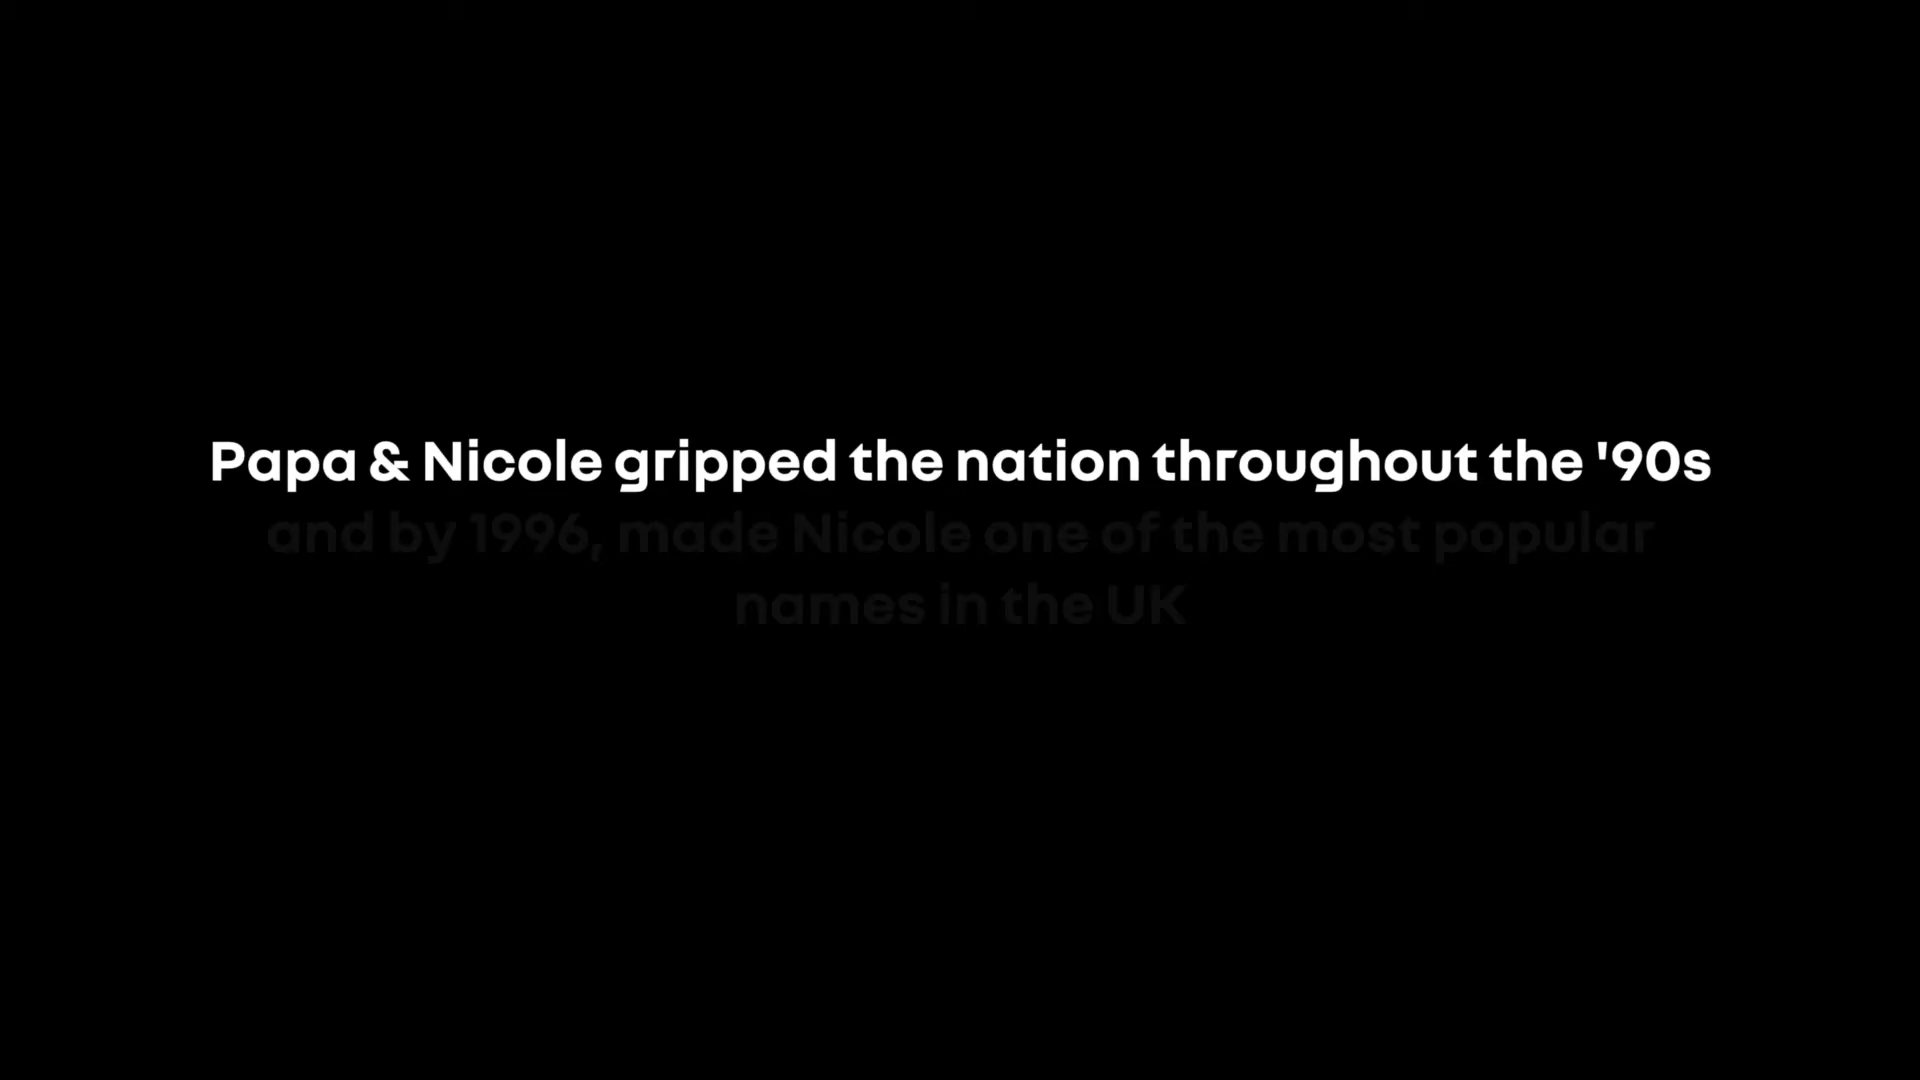 Papa & Nicole gripped the nation throughout the '90s
and by 1996, made Nicole one of the most popular
names in the UK